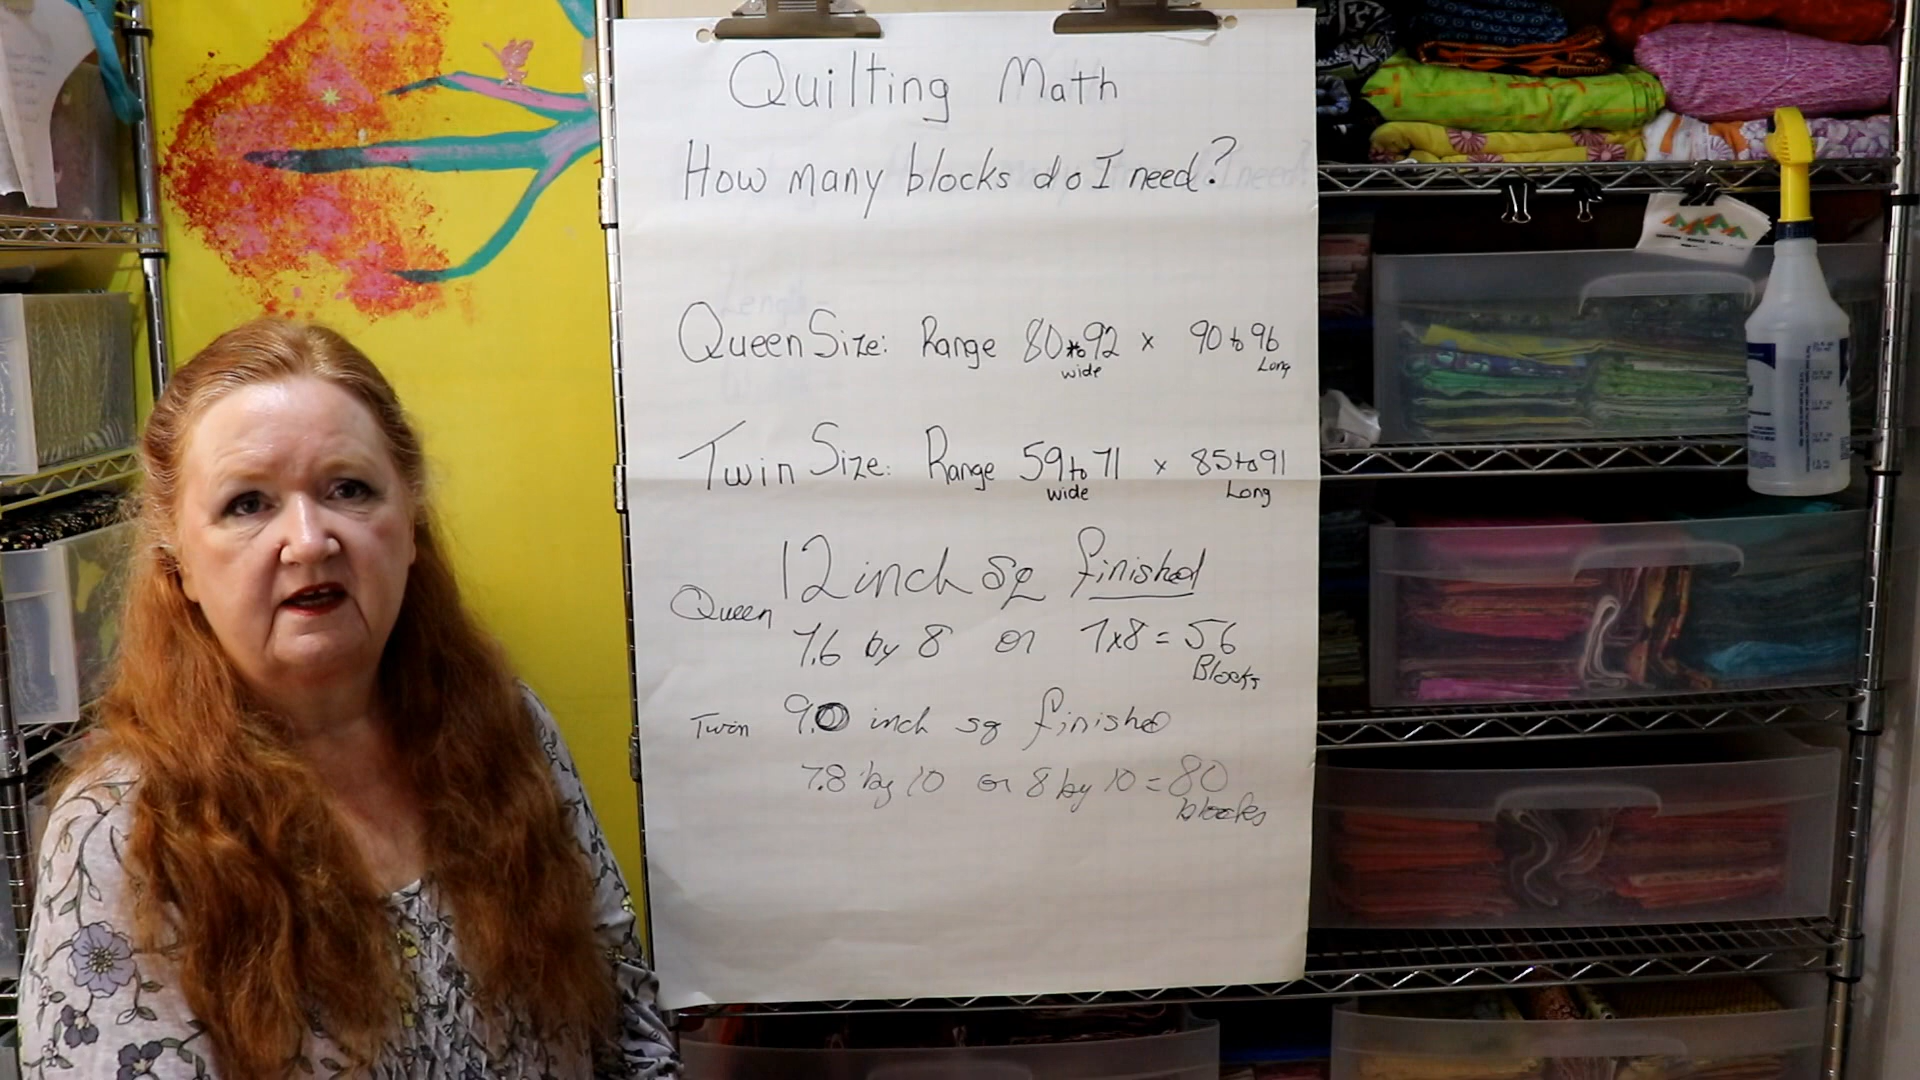 Quilting Math
How many blocks do I need?
Queen Size: Range 80 to 92 x 90 to 96
wide Long
Twin Size: Range 59 to 71 x 85 to 91
wide Long
12 inch sq finished
Queen
7.6 by 8 or 7x8 = 56
Blocks
Twin 9.0 inch sq finished
7.8 by 10 or 8 by 10 = 80
blocks